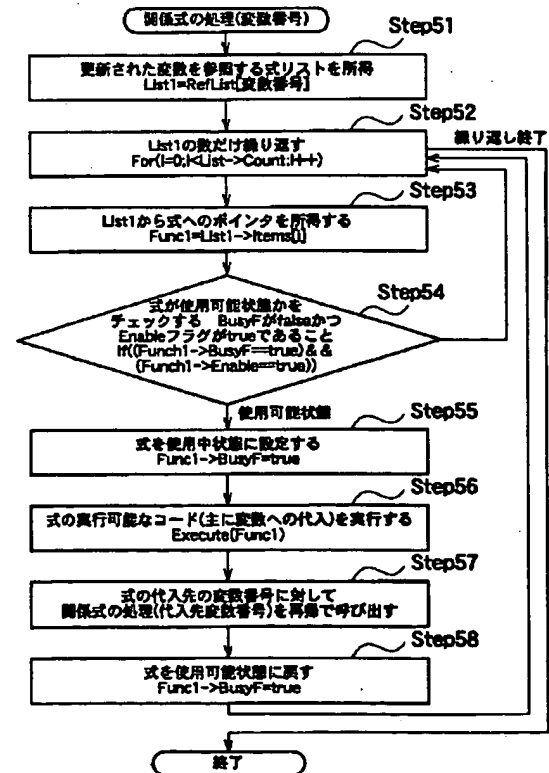 関係式の処理(変数番号)
Step51
更新された変数を参照する式リストを所得
List1=RefList[変数番号]
Step52
List1の数だけ繰り返す
For(I=0;I<List->Count;I++)
繰り返し終了
Step53
List1から式へのポインタを所得する
Func1=List1->Items[I]
Step54
式が使用可能状態かを
チェックする BusyFがfalseかつ
Enableフラグがtrueであること
If((Funch1->BusyF==true)&&
(Funch1->Enable==true))
使用可能状態
Step55
式を使用中状態に設定する
Func1->BusyF=true
Step56
式の実行可能なコード(主に変数への代入)を実行する
Execute(Func1)
Step57
式の代入先の変数番号に対して
関係式の処理(代入先変数番号)を再帰で呼び出す
Step58
式を使用可能状態に戻す
Func1->BusyF=true
終了